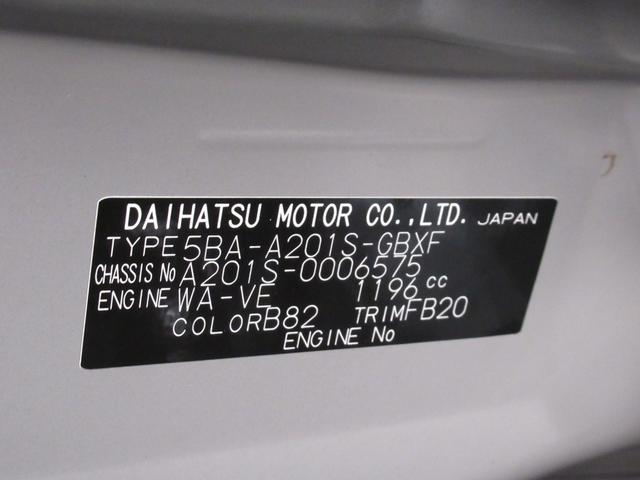 DAIHATSU MOTOR CO.,LTD. JAPAN
TYPE 5BA-A201S-GBXF
CHASSIS No A201S-0006575
ENGINE WA-VE 1196 cc
COLOR B82 TRIM FB20
ENGINE No